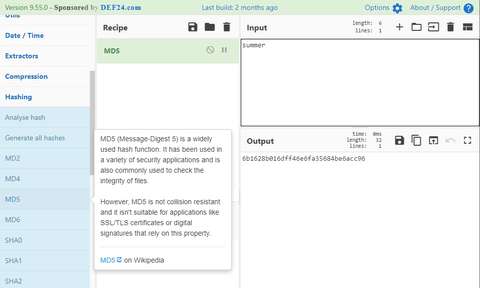 Version 9.55.0 - Sponsored by DEF24.com
Last build: 2 months ago
Options
About / Support
Utils
Date / Time
Extractors
Compression
Hashing
Analyse hash
Generate all hashes
MD2
MD4
MD5
MD6
SHA0
SHA1
SHA2
Recipe
MD5
MD5 (Message-Digest 5) is a widely
used hash function. It has been used in
a variety of security applications and is
also commonly used to check the
integrity of files.
However, MD5 is not collision resistant
and it isn't suitable for applications like
SSL/TLS certificates or digital
signatures that rely on this property.
MD5 on Wikipedia
Input
length: 6
lines: 1
summer
Output
time:
length: 32
lines: 1
6b1628b016dff46e6fa35684be6acc96